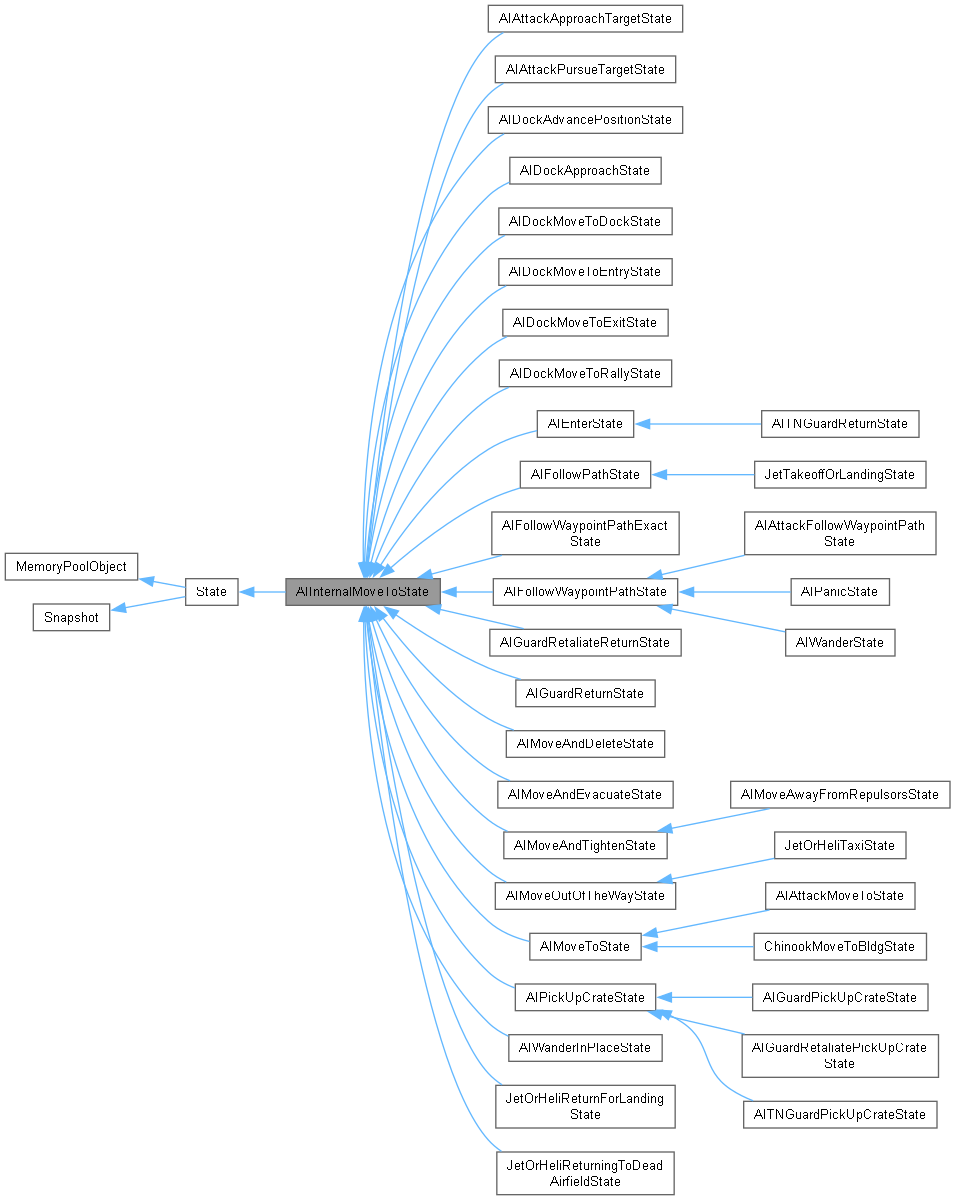 AIAttackApproachTargetState
AIAttackPursueTargetState
AIDockAdvancePositionState
AIDockApproachState
AIDockMoveToDockState
AIDockMoveToEntryState
AIDockMoveToExitState
AIDockMoveToRallyState
AIEnterState
AITNGuardReturnState
AIFollowPathState
JetTakeoffOrLandingState
AIFollowWaypointPathExact
State
AIAttackFollowWaypointPath
State
MemoryPoolObject
Snapshot
State
AIInternalMoveToState
AIFollowWaypointPathState
AIPanicState
AIWanderState
AIGuardRetaliateReturnState
AIGuardReturnState
AIMoveAndDeleteState
AIMoveAndEvacuateState
AIMoveAwayFromRepulsorsState
AIMoveAndTightenState
JetOrHeliTaxiState
AIMoveOutOfTheWayState
AIAttackMoveToState
AIMoveToState
ChinookMoveToBldgState
AIPickUpCrateState
AIGuardPickUpCrateState
AIGuardRetaliatePickUpCrate
State
AITNGuardPickUpCrateState
AIWanderInPlaceState
JetOrHeliReturnForLanding
State
JetOrHeliReturningToDead
AirfieldState